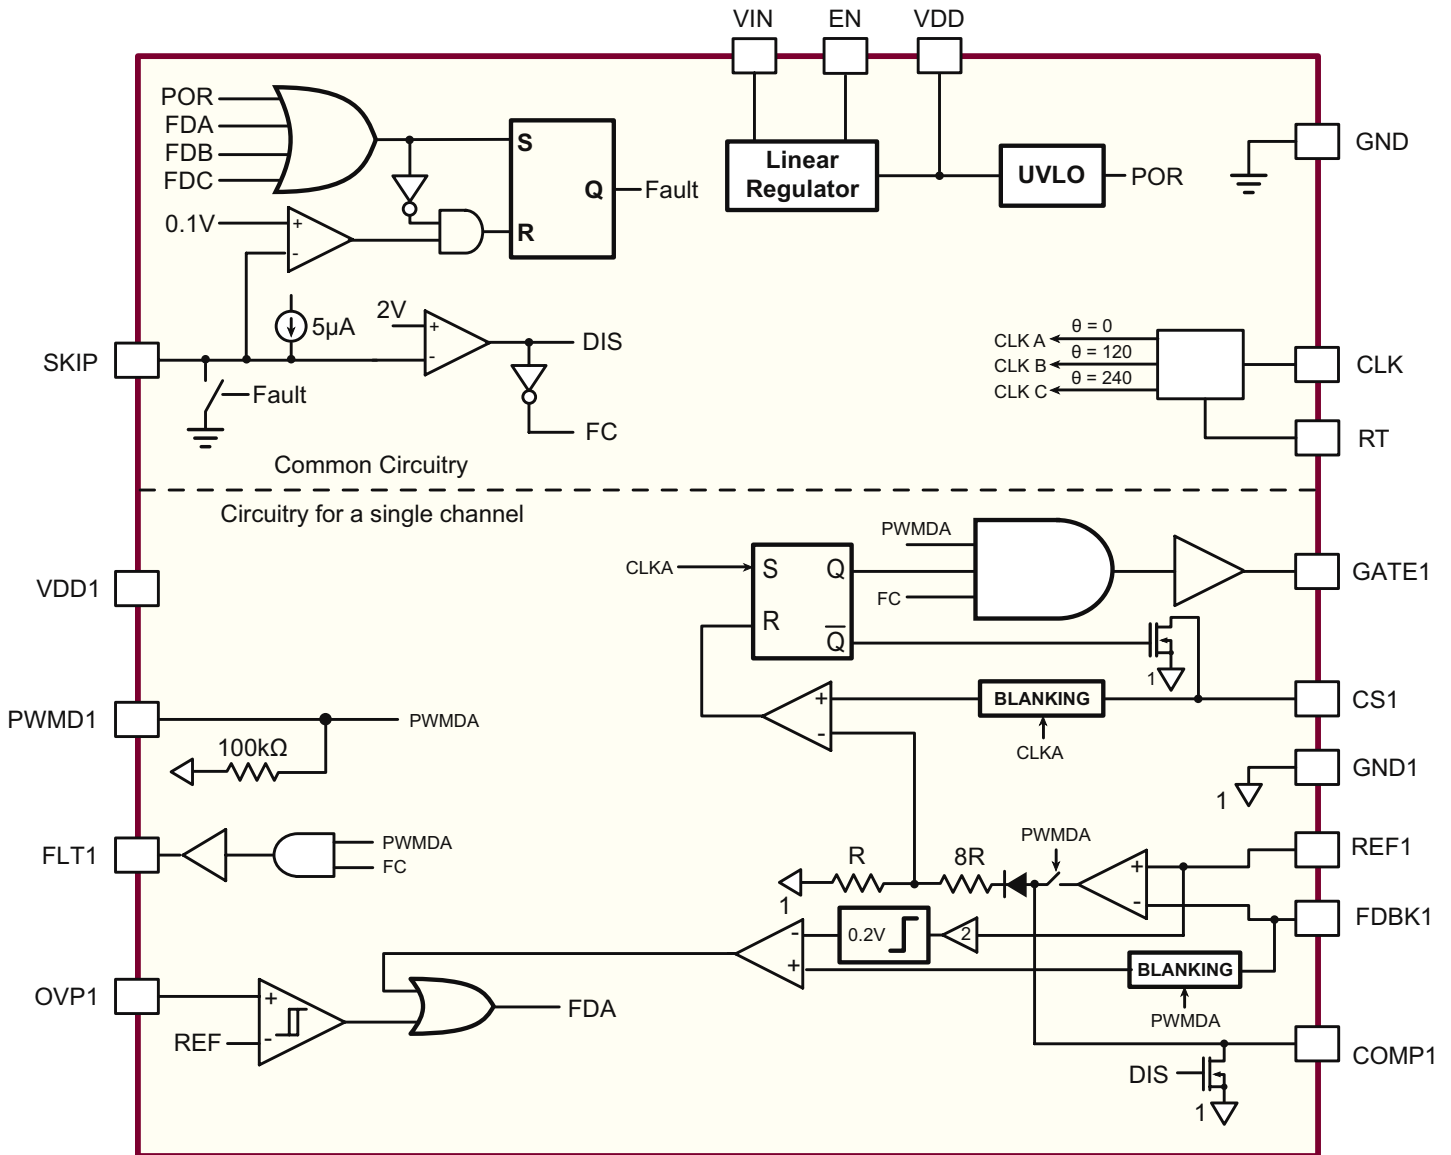 VIN EN VDD
POR
FDA
FDB
FDC
S
Q
R
Fault
0.1V
+
-
Linear
Regulator
UVLO
POR
GND
5µA
2V
+
-
DIS
SKIP
Fault
FC
CLK A θ = 0
CLK B θ = 120
CLK C θ = 240
CLK
RT
Common Circuitry
Circuitry for a single channel
VDD1
PWMDA
CLKA
S Q
FC
R Q
GATE1
1
PWMD1
PWMDA
100kΩ
+
-
BLANKING
CLKA
CS1
GND1
1
FLT1
PWMDA
FC
PWMDA
R
8R
+
-
REF1
1
FDBK1
0.2V
2
-
+
BLANKING
PWMDA
OVP1
+
-
REF
FDA
COMP1
DIS
1